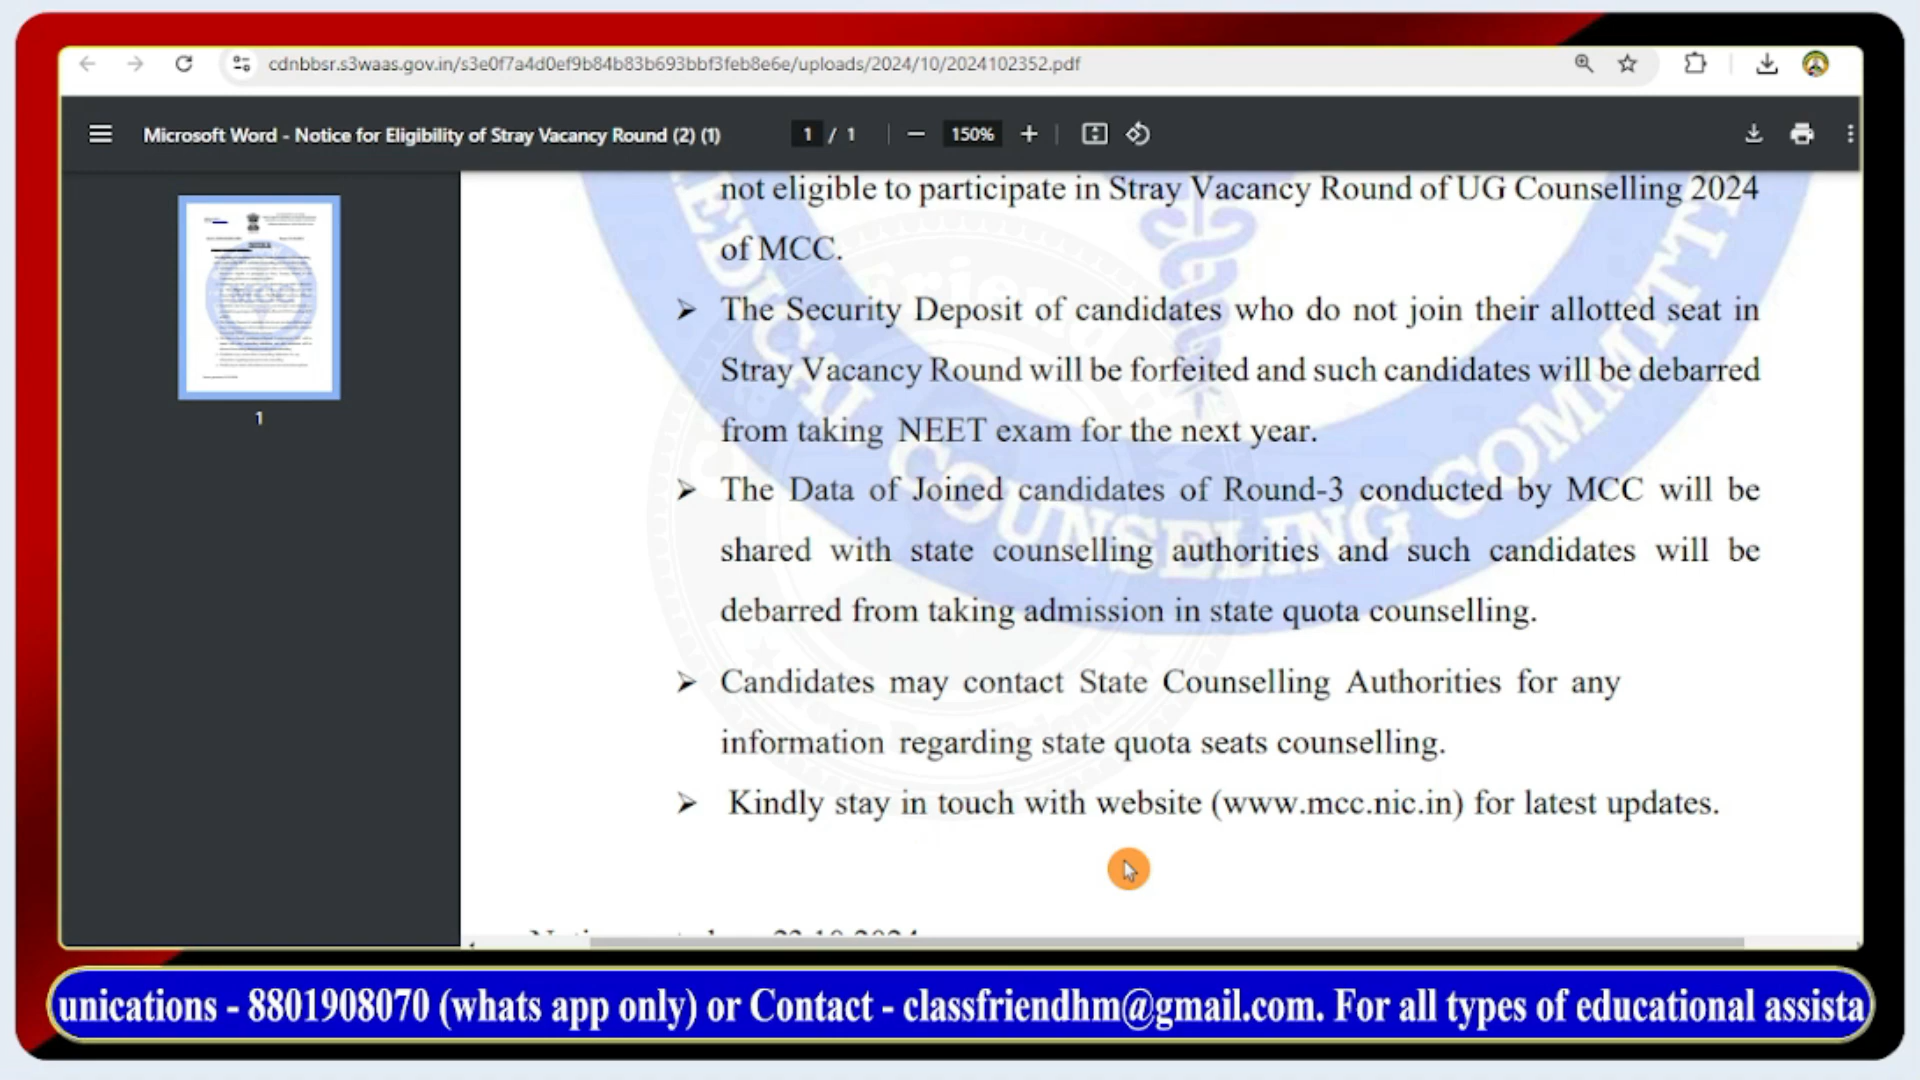 cdnbbsr.s3waas.gov.in/s3e0f7a4d0ef9b84b83b693bbf3feb8e6e/uploads/2024/10/2024102352.pdf
Microsoft Word - Notice for Eligibility of Stray Vacancy Round (2) (1)
1 / 1
150%
1
not eligible to participate in Stray Vacancy Round of UG Counselling 2024
of MCC.
➢ The Security Deposit of candidates who do not join their allotted seat in
Stray Vacancy Round will be forfeited and such candidates will be debarred
from taking NEET exam for the next year.
➢ The Data of Joined candidates of Round-3 conducted by MCC will be
shared with state counselling authorities and such candidates will be
debarred from taking admission in state quota counselling.
➢ Candidates may contact State Counselling Authorities for any
information regarding state quota seats counselling.
➢ Kindly stay in touch with website (www.mcc.nic.in) for latest updates.
EDICAL COUNSELING COMMITT
23.10.2024
unications - 8801908070 (whats app only) or Contact - classfriendhm@gmail.com. For all types of educational assista